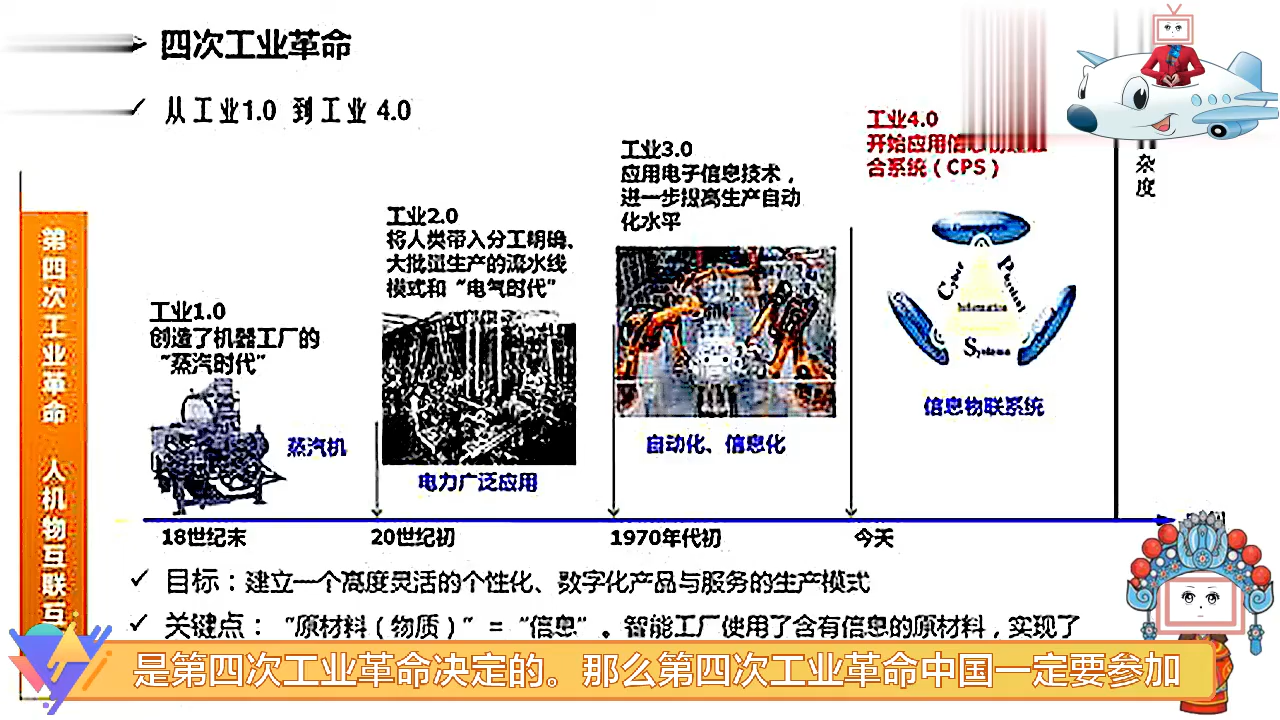 四次工业革命
从工业1.0 到工业 4.0
工业4.0
开始应用信息
合系统（CPS）
杂
度
工业3.0
应用电子信息技术，
进一步提高生产自动
化水平
工业2.0
将人类带入分工明确、
大批量生产的流水线
模式和“电气时代”
工业1.0
创造了机器工厂的
“蒸汽时代”
第四次工业革命 人机物互联互
Cyber
Physical
Systems
信息物联系统
蒸汽机
自动化、信息化
电力广泛应用
18世纪末
20世纪初
1970年代初
今天
目标：建立一个高度灵活的个性化、数字化产品与服务的生产模式
关键点：“原材料（物质）”=“信息”。智能工厂使用了含有信息的原材料，实现了
是第四次工业革命决定的。那么第四次工业革命中国一定要参加